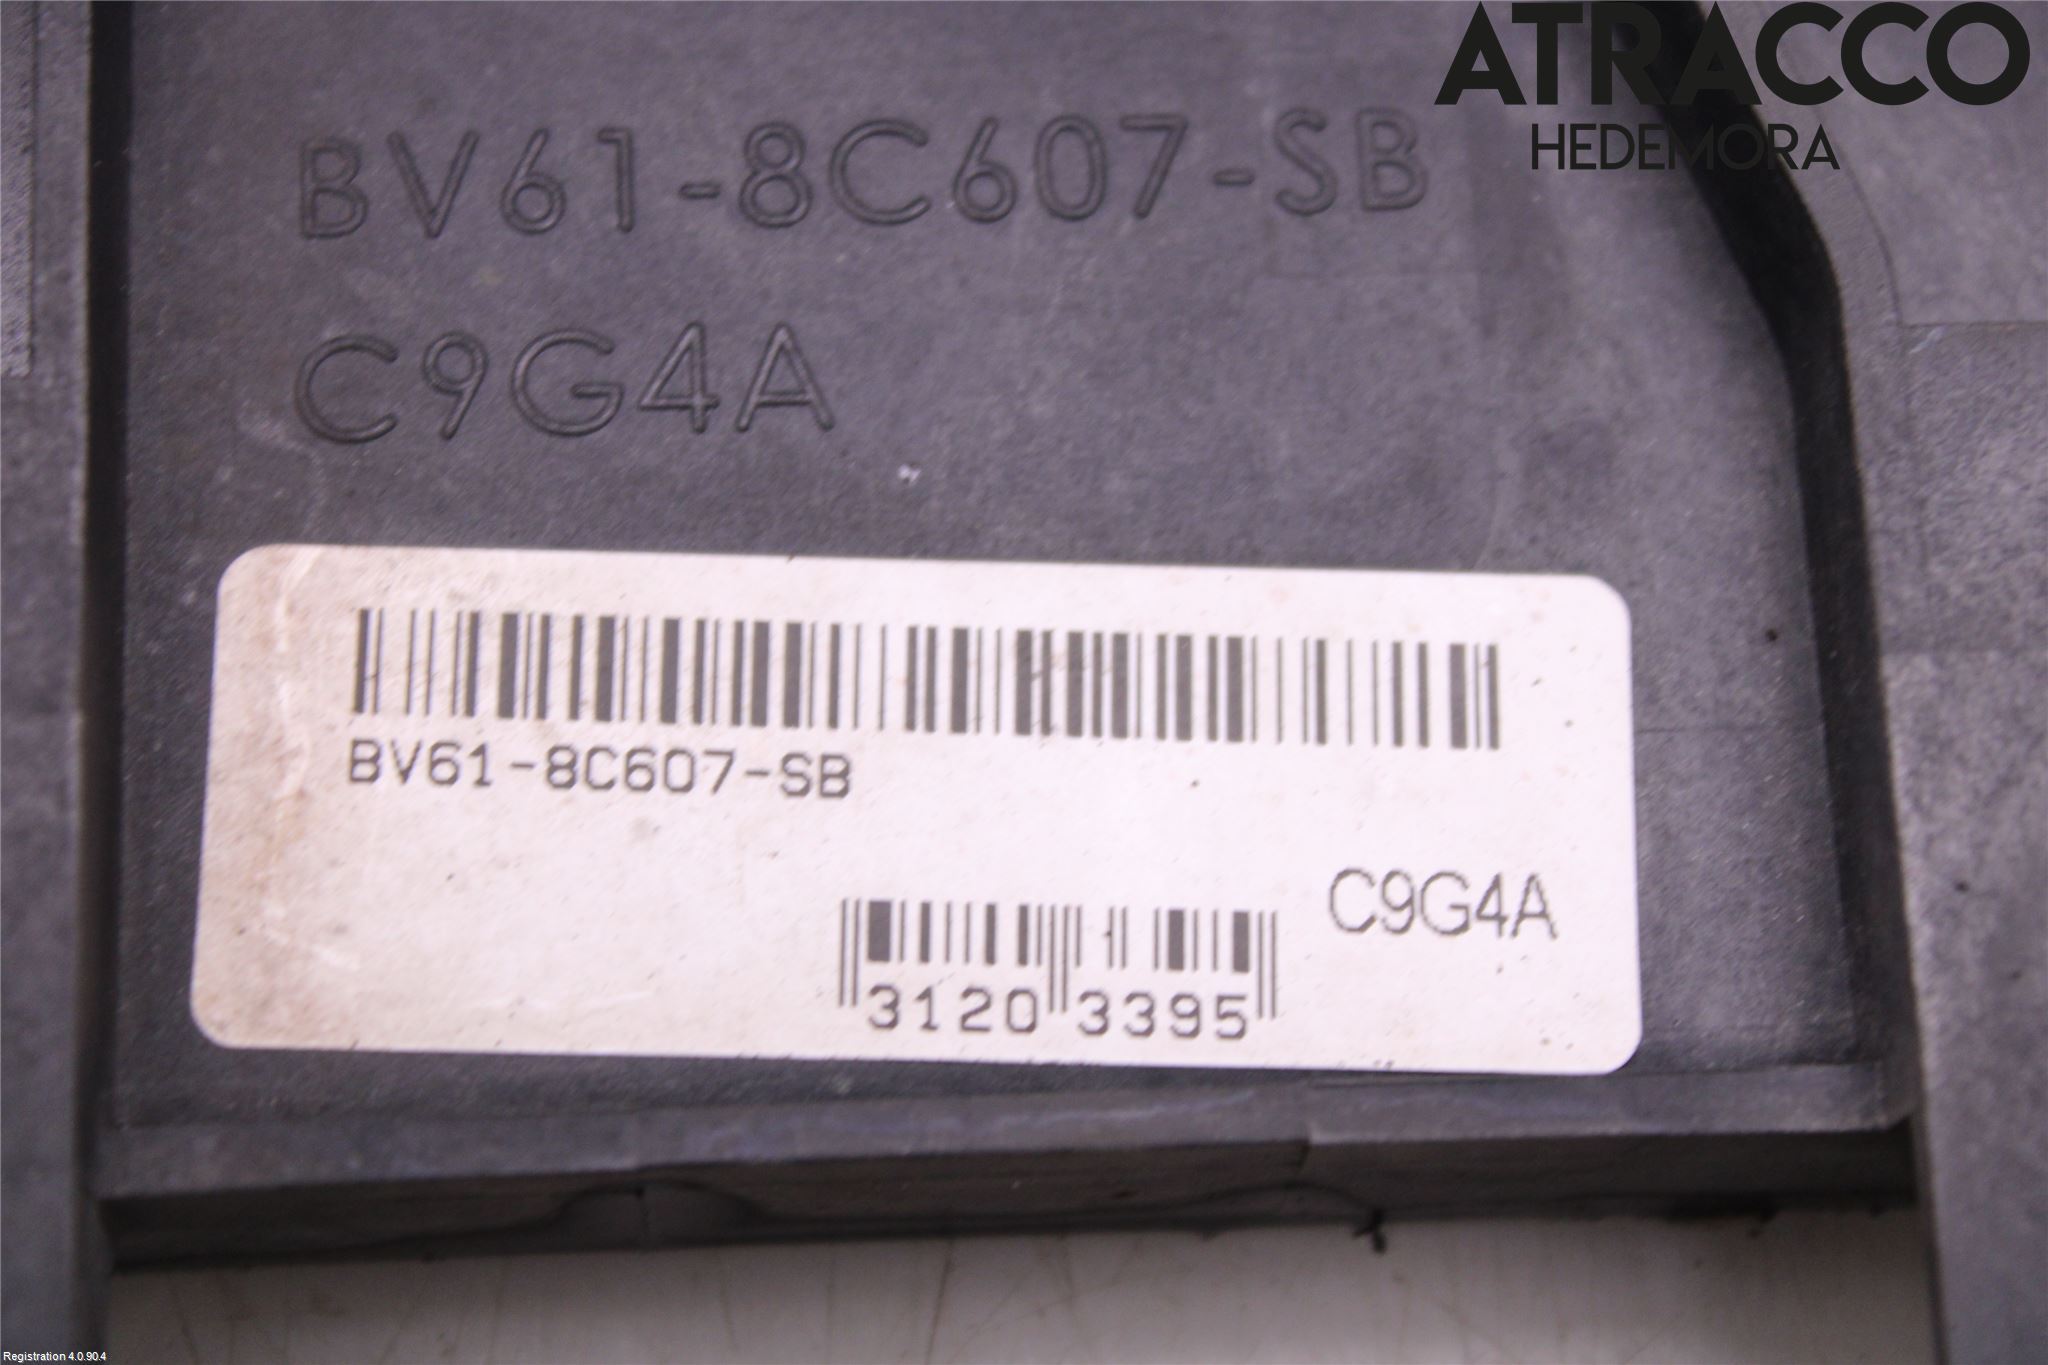 ATRACCO
HEDEMORA
BV61-8C607-SB
C9G4A
BV61-8C607-SB
C9G4A
3120 3395
Registration 4.0.90.4